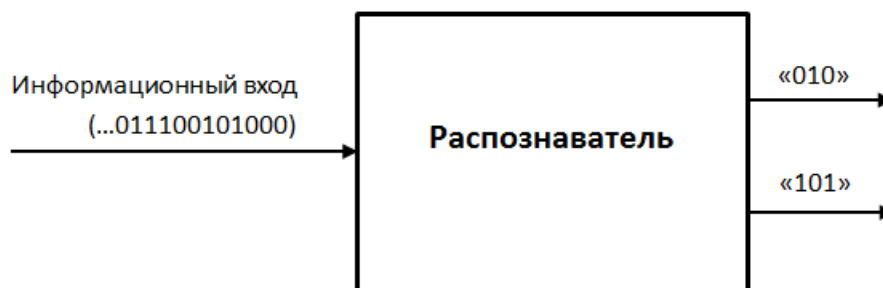 Информационный вход
(...011100101000)
Распознаватель
«010»
«101»